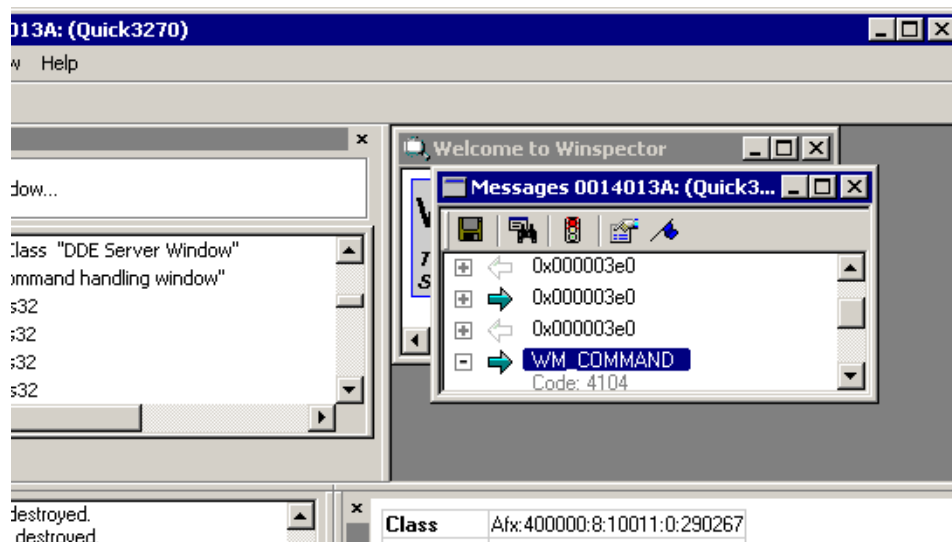 013A: (Quick3270)
Help
Welcome to Winspector
dow...
Messages 0014013A: (Quick3...
Class "DDE Server Window"
ommand handling window"
s32
s32
s32
s32
0x000003e0
0x000003e0
0x000003e0
WM_COMMAND
Code: 4104
destroyed.
destroyed.
Class Afx:400000:8:10011:0:290267